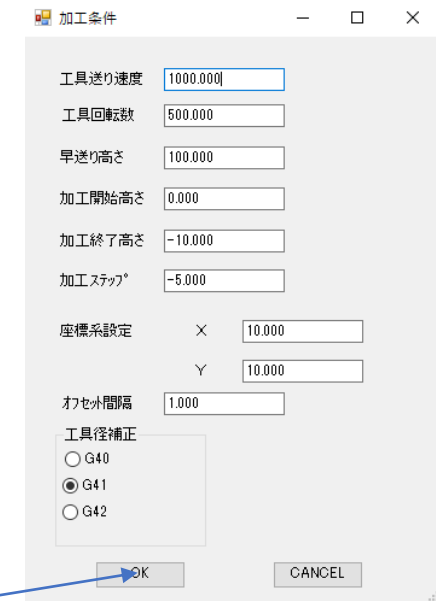 加工条件
工具送り速度 1000.000
工具回転数 500.000
早送り高さ 100.000
加工開始高さ 0.000
加工終了高さ -10.000
加工ｽﾃｯﾌﾟ -5.000
座標系設定 X 10.000
Y 10.000
ｵﾌｾｯﾄ間隔 1.000
工具径補正
G40
G41
G42
OK CANCEL